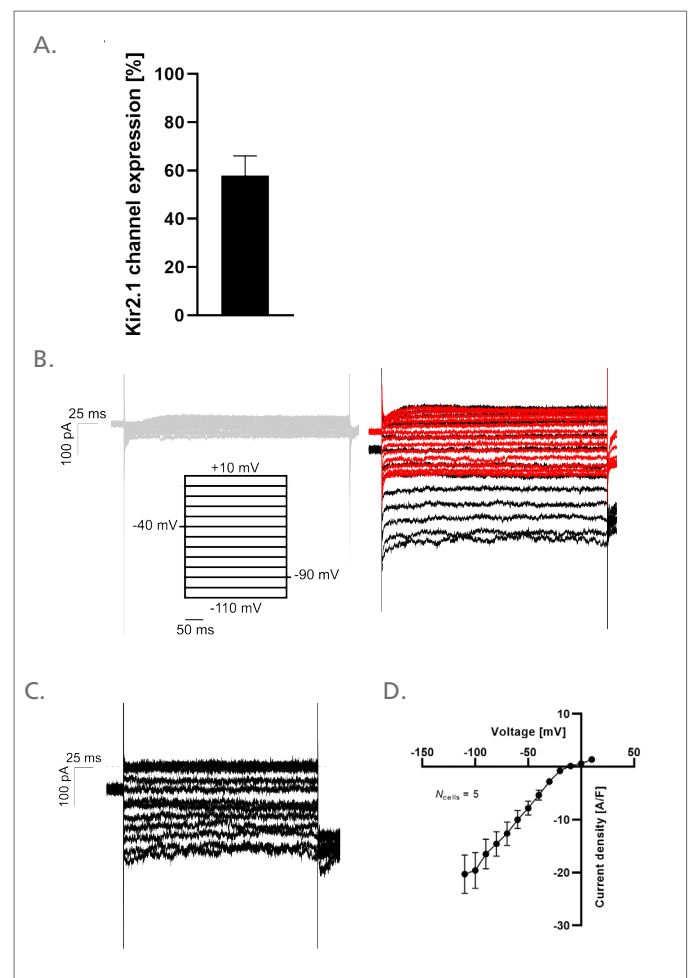 A.
Kir2.1 channel expression [%]
100
80
60
40
20
0
B.
25 ms
100 pA
+10 mV
-40 mV
-90 mV
-110 mV
50 ms
C.
25 ms
100 pA
D.
10
Voltage [mV]
-150
-100
-50
50
Ncells = 5
-10
-20
-30
Current density [A/F]